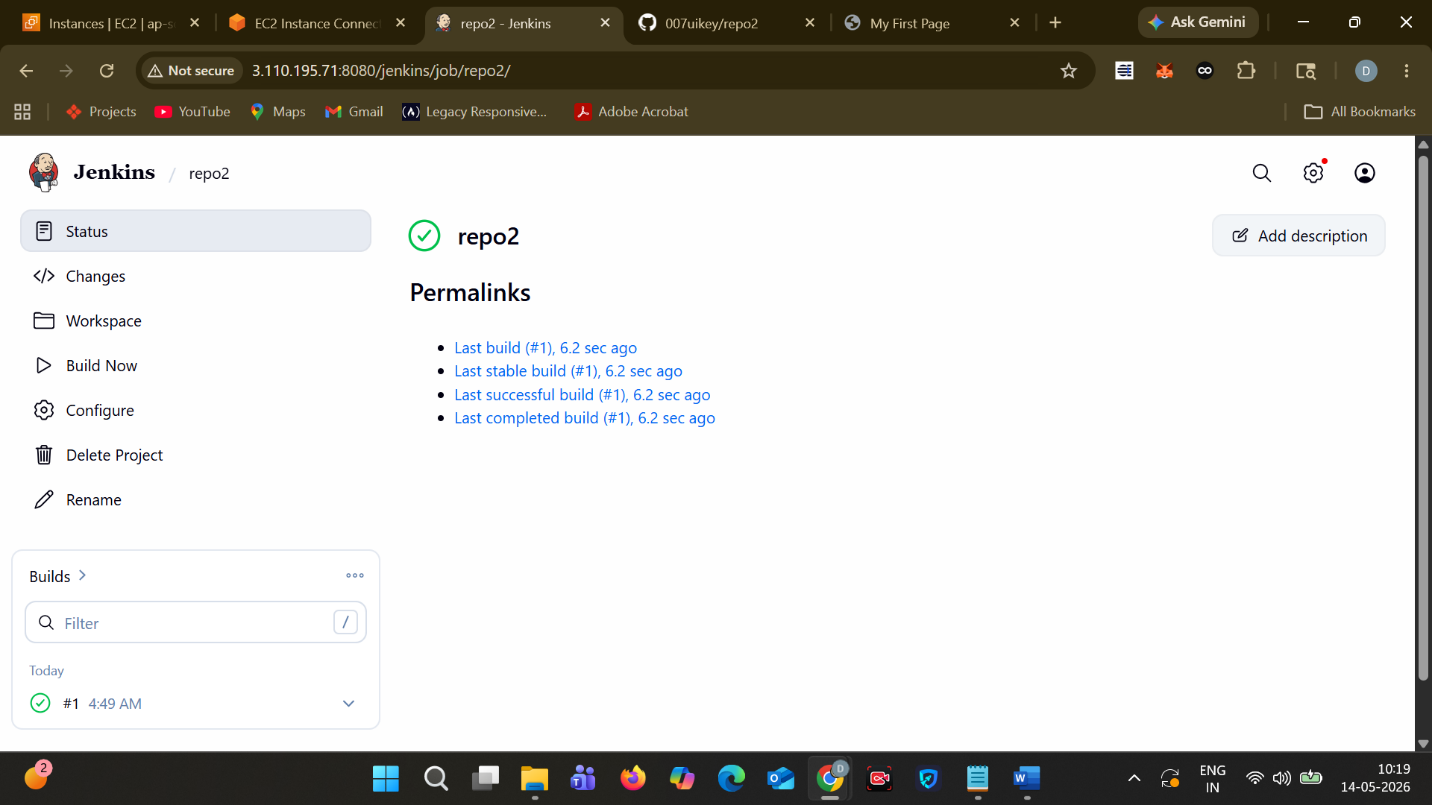 Instances | EC2 | ap-s
EC2 Instance Connect
repo2 - Jenkins
007uikey/repo2
My First Page
Ask Gemini
Not secure
3.110.195.71:8080/jenkins/job/repo2/
D
Projects
YouTube
Maps
Gmail
(A) Legacy Responsive...
Adobe Acrobat
All Bookmarks
Jenkins / repo2
Status
Changes
Workspace
Build Now
Configure
Delete Project
Rename
Builds
Filter
/
Today
#1 4:49 AM
repo2
Add description
Permalinks
Last build (#1), 6.2 sec ago
Last stable build (#1), 6.2 sec ago
Last successful build (#1), 6.2 sec ago
Last completed build (#1), 6.2 sec ago
2
D
ENG
IN
10:19
14-05-2026